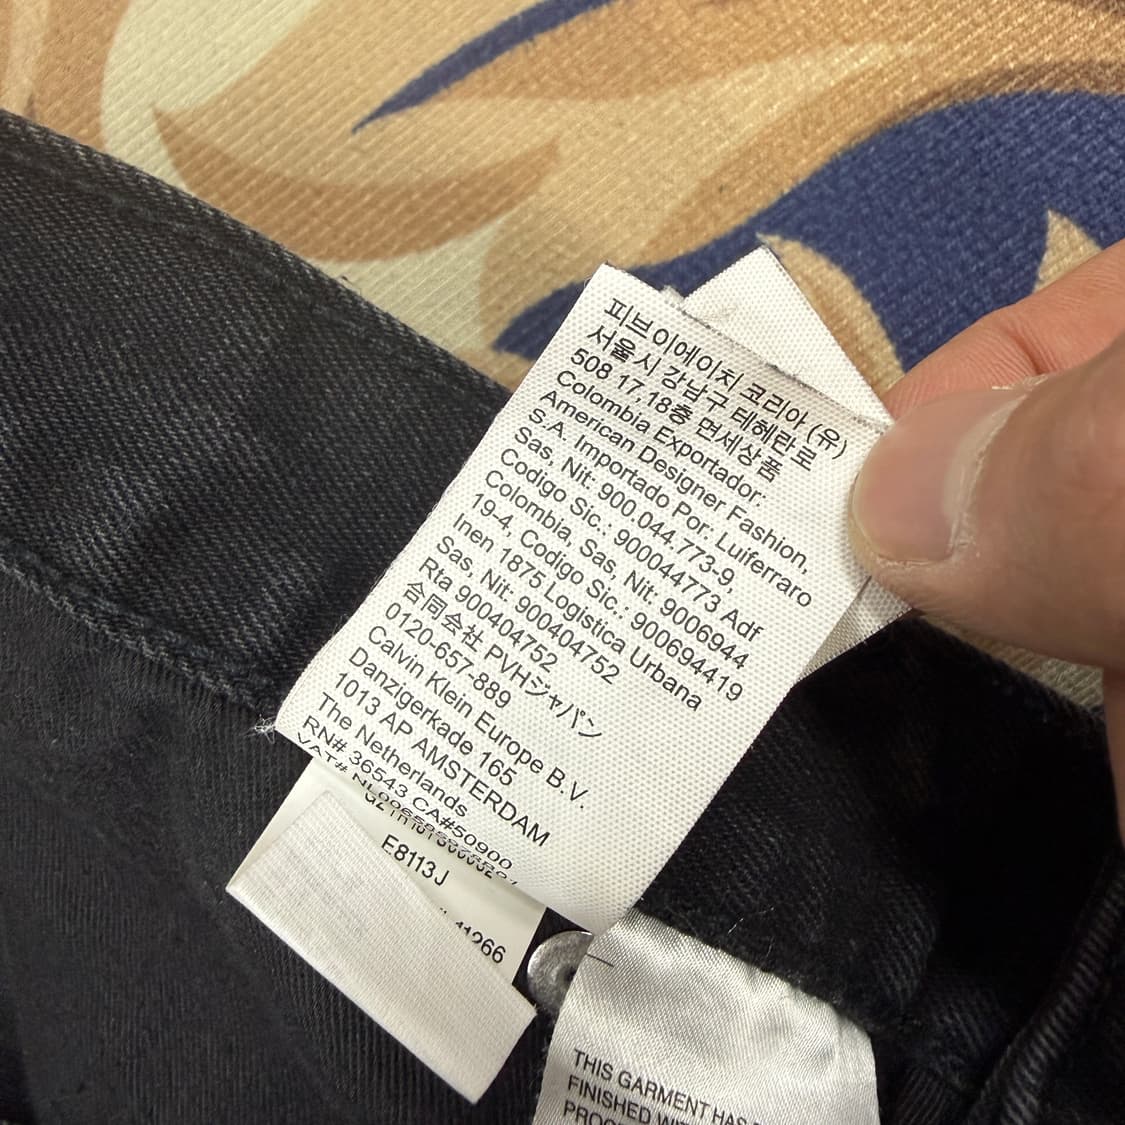 피브이에이치 코리아 (유)
서울시 강남구 테헤란로
508 17,18층 면세상품
Colombia Exportador:
American Designer Fashion,
S.A. Importado Por: Luiferraro
Sas, Nit: 900.044.773-9,
Codigo Sic.: 900044773 Adf
Colombia, Sas, Nit: 9006944
19-4, Codigo Sic.: 900694419
Inen 1875 Logistica Urbana
Sas, Nit: 900404752
Rta 900404752
合同会社 PVHジャパン
0120-657-889
Calvin Klein Europe B.V.
Danzigerkade 165
1013 AP AMSTERDAM
The Netherlands
RN# 36543 CA#50900
VAT#
E8113J
THIS GARMENT HAS
FINISHED